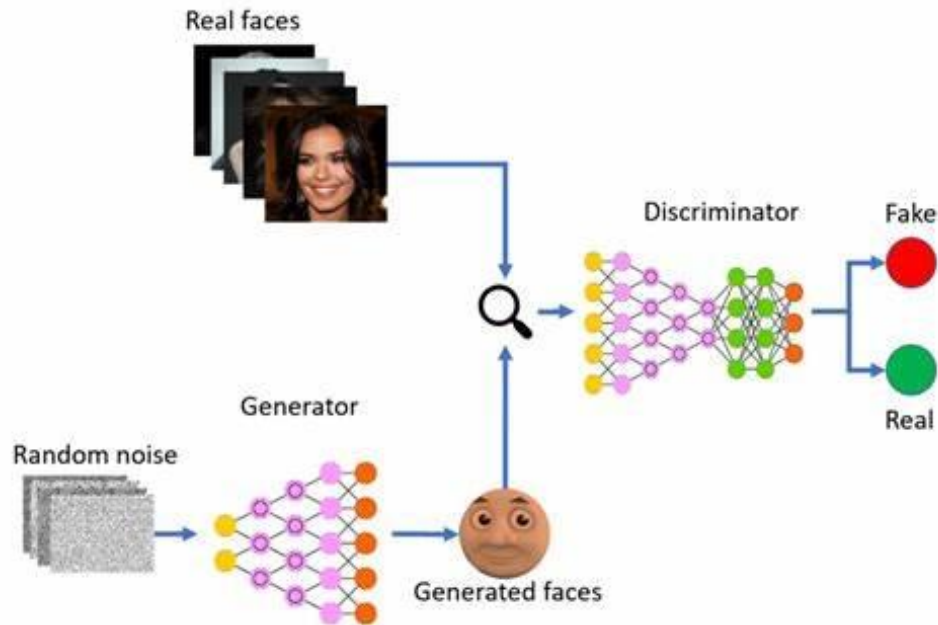 Real faces
Discriminator
Fake
Real
Generator
Random noise
Generated faces